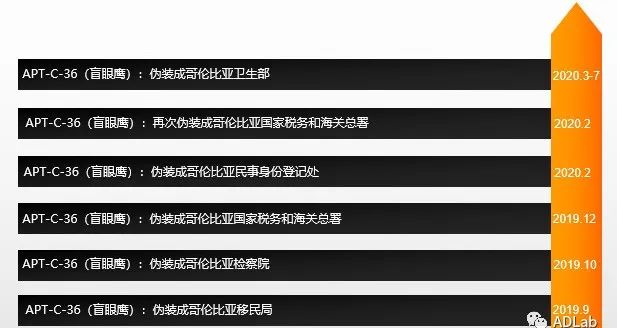 APT-C-36（盲眼鹰）：伪装成哥伦比亚卫生部 2020.3-7
APT-C-36（盲眼鹰）：再次伪装成哥伦比亚国家税务和海关总署 2020.2
APT-C-36（盲眼鹰）：伪装成哥伦比亚民事身份登记处 2020.2
APT-C-36（盲眼鹰）：伪装成哥伦比亚国家税务和海关总署 2019.12
APT-C-36（盲眼鹰）：伪装成哥伦比亚检察院 2019.10
APT-C-36（盲眼鹰）：伪装成哥伦比亚移民局 2019.9
ADLab